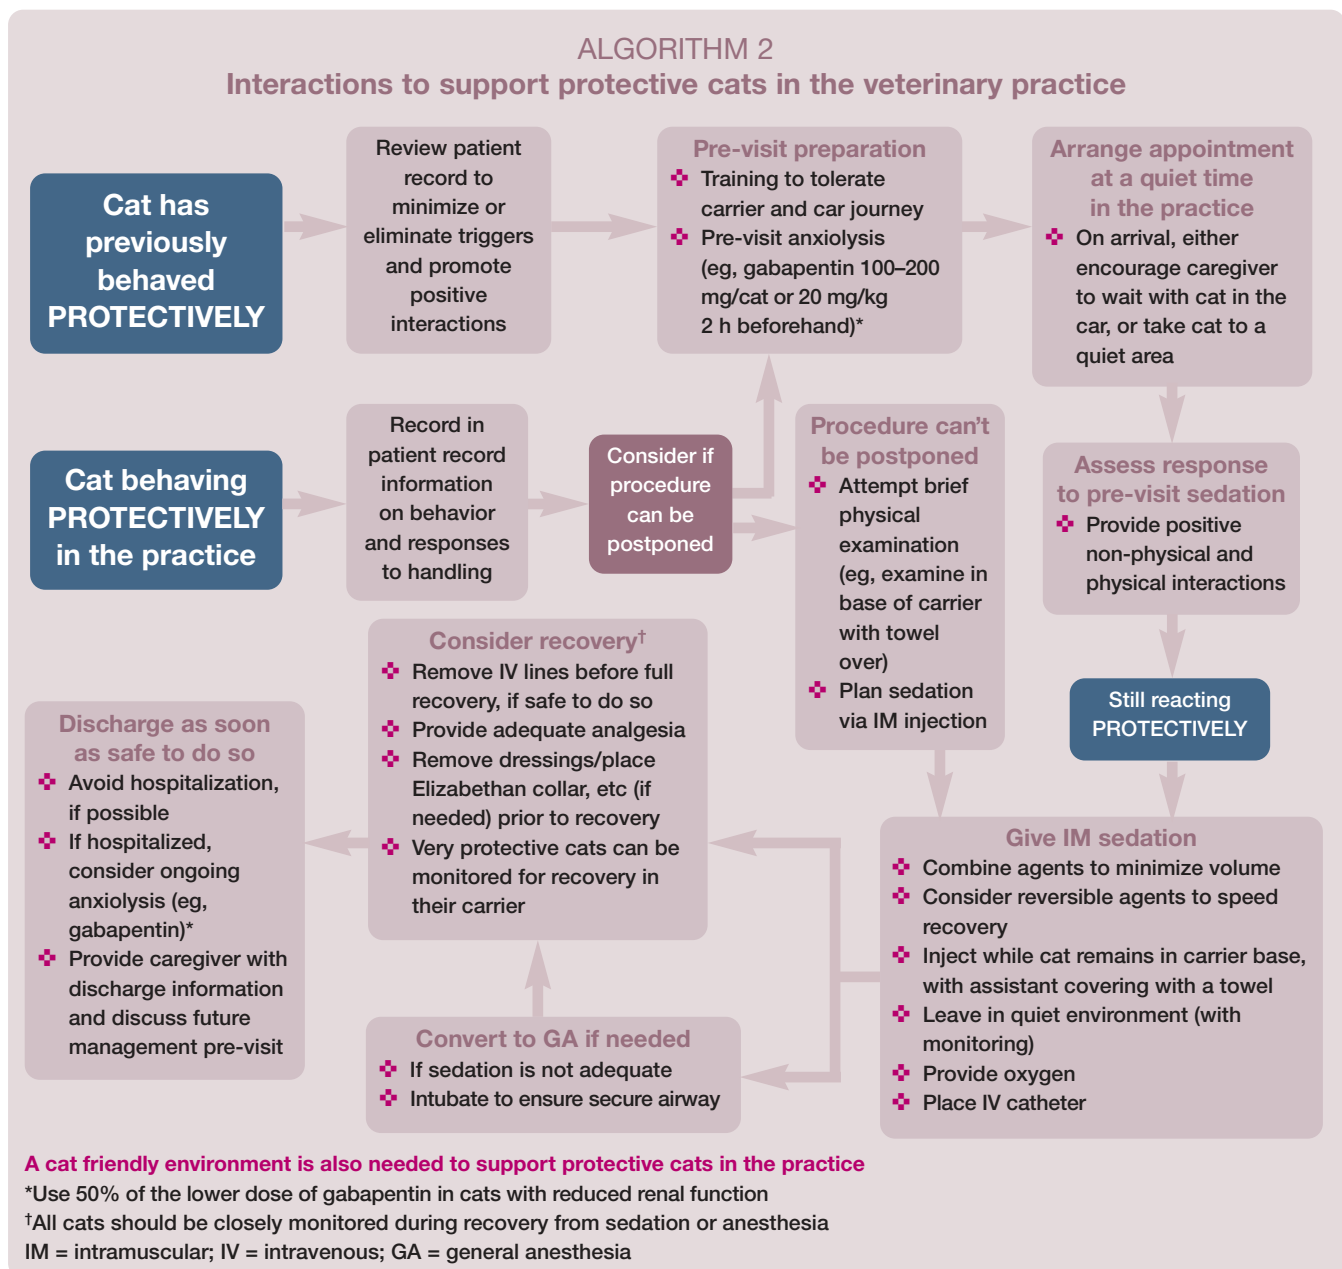 ALGORITHM 2
Interactions to support protective cats in the veterinary practice
Cat has
previously
behaved
PROTECTIVELY
Review patient
record to
minimize or
eliminate triggers
and promote
positive
interactions
Pre-visit preparation
Training to tolerate
carrier and car journey
Pre-visit anxiolysis
(eg, gabapentin 100–200
mg/cat or 20 mg/kg
2 h beforehand)*
Arrange appointment
at a quiet time
in the practice
On arrival, either
encourage caregiver
to wait with cat in the
car, or take cat to a
quiet area
Cat behaving
PROTECTIVELY
in the practice
Record in
patient record
information
on behavior
and responses
to handling
Consider if
procedure
can be
postponed
Procedure can't
be postponed
Attempt brief
physical
examination
(eg, examine in
base of carrier
with towel
over)
Plan sedation
via IM injection
Assess response
to pre-visit sedation
Provide positive
non-physical and
physical interactions
Still reacting
PROTECTIVELY
Give IM sedation
Combine agents to minimize volume
Consider reversible agents to speed
recovery
Inject while cat remains in carrier base,
with assistant covering with a towel
Leave in quiet environment (with
monitoring)
Provide oxygen
Place IV catheter
Convert to GA if needed
If sedation is not adequate
Intubate to ensure secure airway
Consider recovery†
Remove IV lines before full
recovery, if safe to do so
Provide adequate analgesia
Remove dressings/place
Elizabethan collar, etc (if
needed) prior to recovery
Very protective cats can be
monitored for recovery in
their carrier
Discharge as soon
as safe to do so
Avoid hospitalization,
if possible
If hospitalized,
consider ongoing
anxiolysis (eg,
gabapentin)*
Provide caregiver with
discharge information
and discuss future
management pre-visit
A cat friendly environment is also needed to support protective cats in the practice
*Use 50% of the lower dose of gabapentin in cats with reduced renal function
†All cats should be closely monitored during recovery from sedation or anesthesia
IM = intramuscular; IV = intravenous; GA = general anesthesia